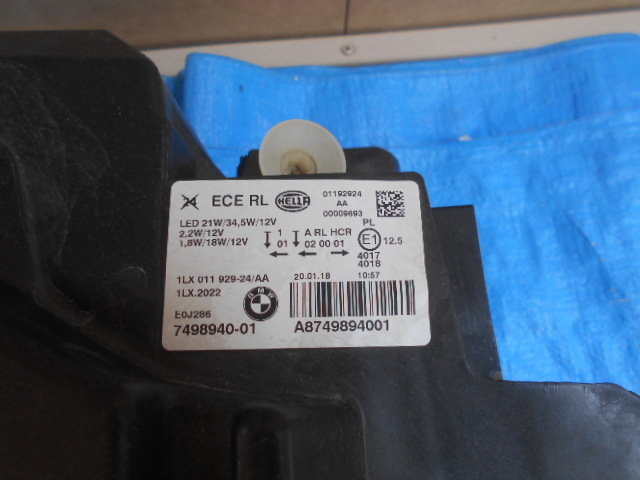 ECE RL HELLA 01192924
AA
00009693
LED 21W/34,5W/12V
2,2W/12V
1,8W/18W/12V
1 A RL HCR
01 02 00 01
PL
E1 12.5
4017
4018
1LX 011 929-24/AA 20.01.18 10:57
1LX.2022
BMW
E0J286
7498940-01 A8749894001